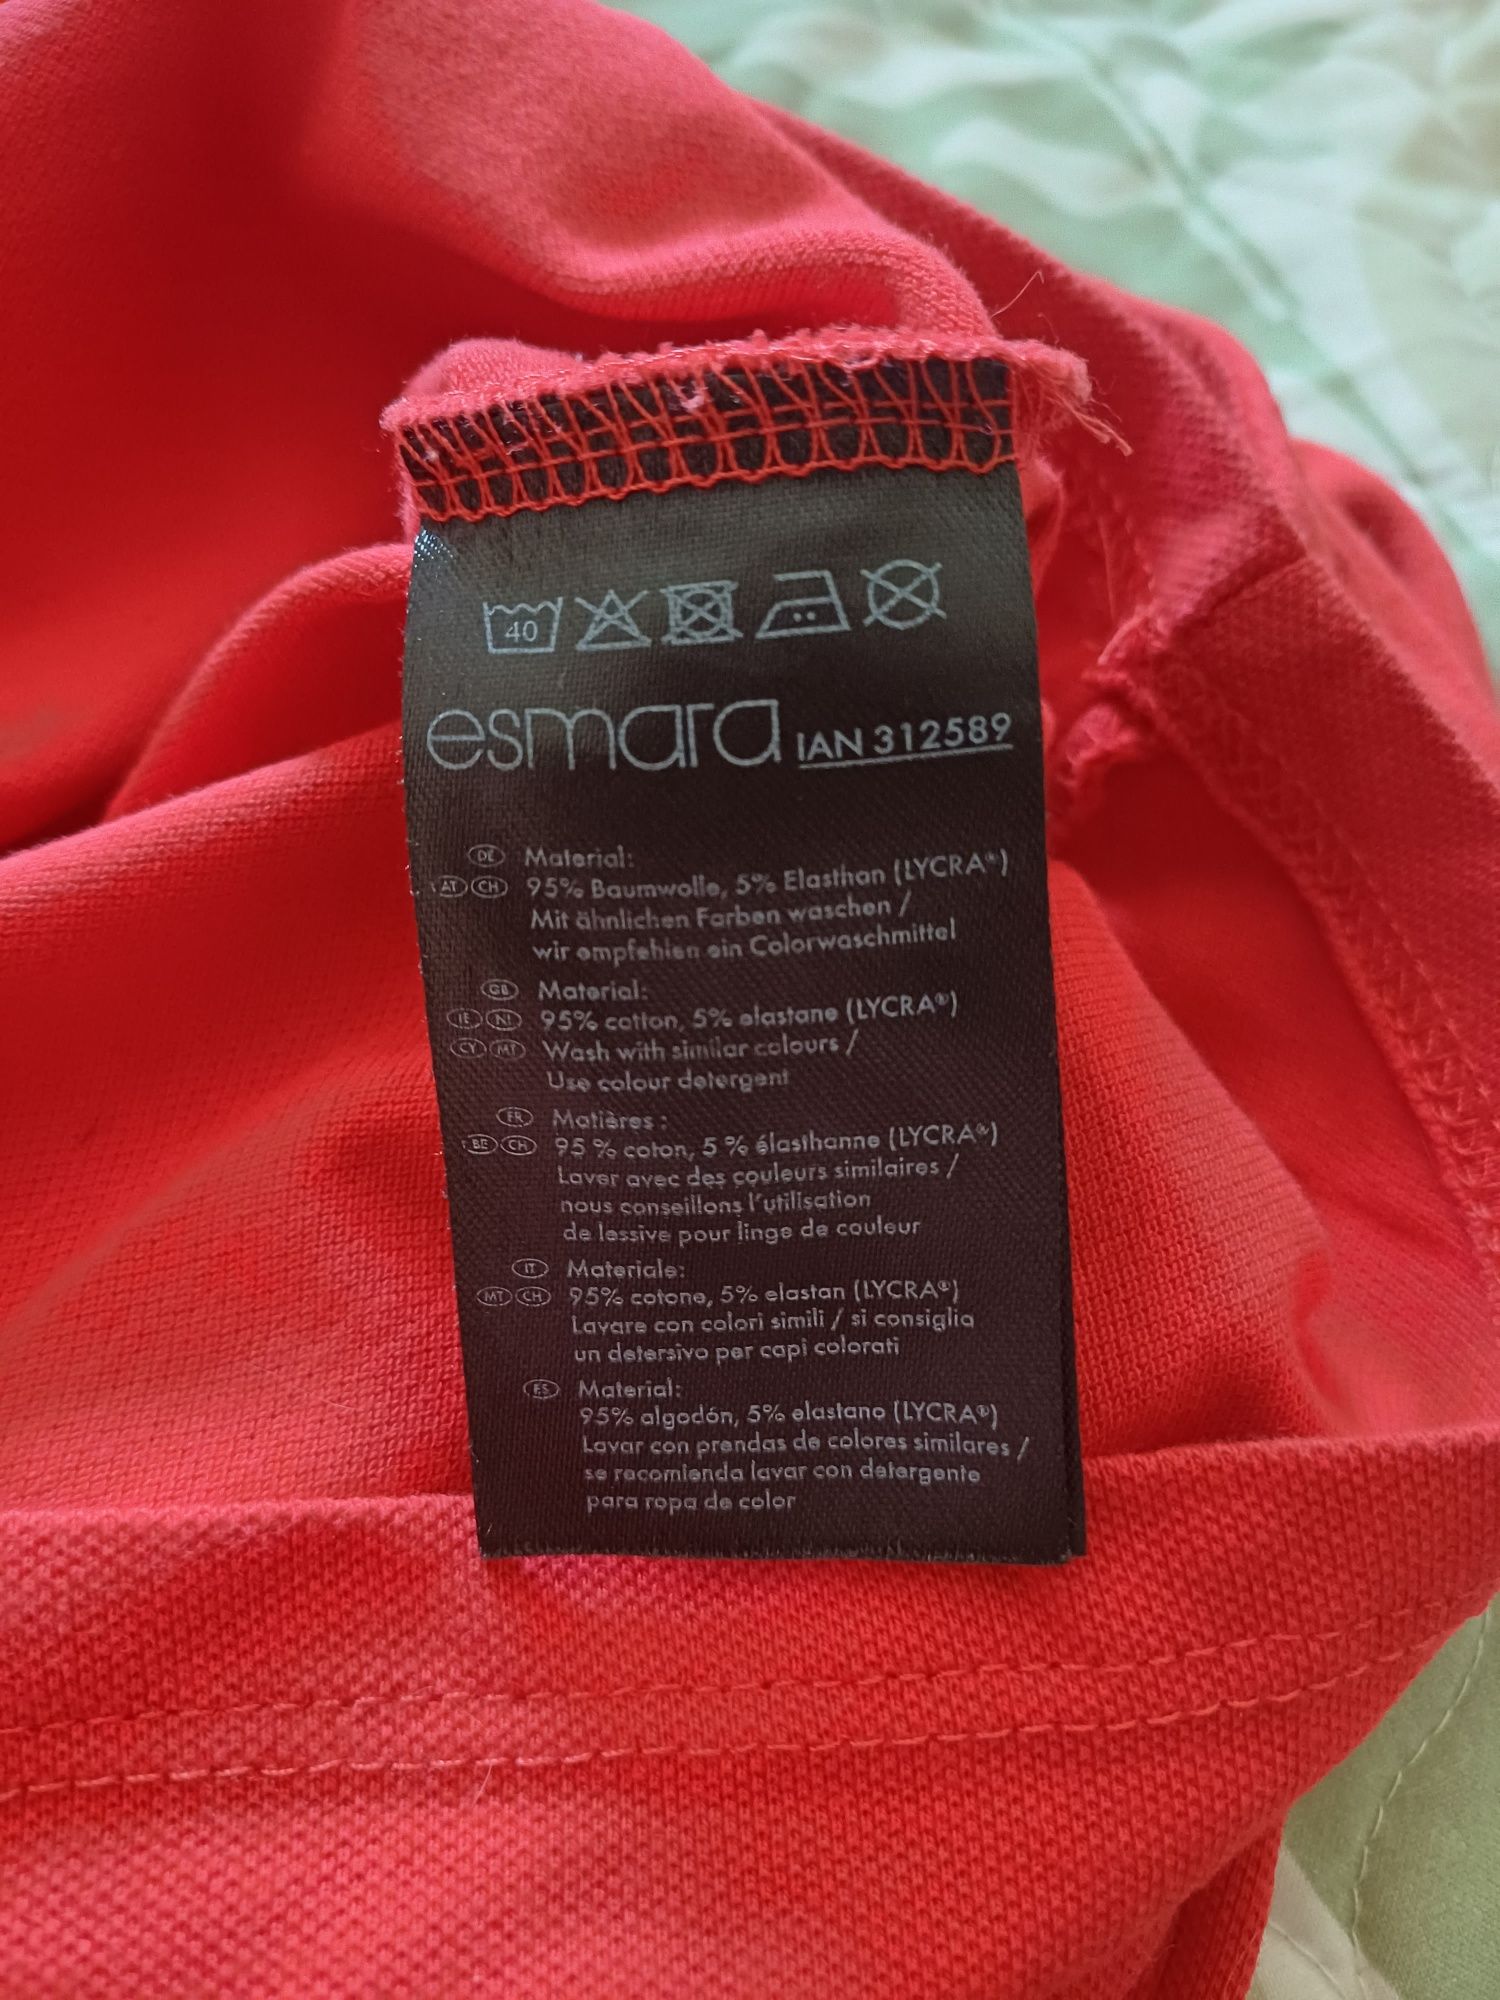 40
esmara IAN 312589
DE Material:
AT CH 95% Baumwolle, 5% Elasthan (LYCRA®)
Mit ähnlichen Farben waschen /
wir empfehlen ein Colorwaschmittel
GB Material:
IE NI 95% cotton, 5% elastane (LYCRA®)
CY MT Wash with similar colours /
Use colour detergent
FR Matières :
BE CH 95 % coton, 5 % élasthanne (LYCRA®)
Laver avec des couleurs similaires /
nous conseillons l'utilisation
de lessive pour linge de couleur
IT Materiale:
MT CH 95% cotone, 5% elastan (LYCRA®)
Lavare con colori simili / si consiglia
un detersivo per capi colorati
ES Material:
95% algodón, 5% elastano (LYCRA®)
Lavar con prendas de colores similares /
se recomienda lavar con detergente
para ropa de color